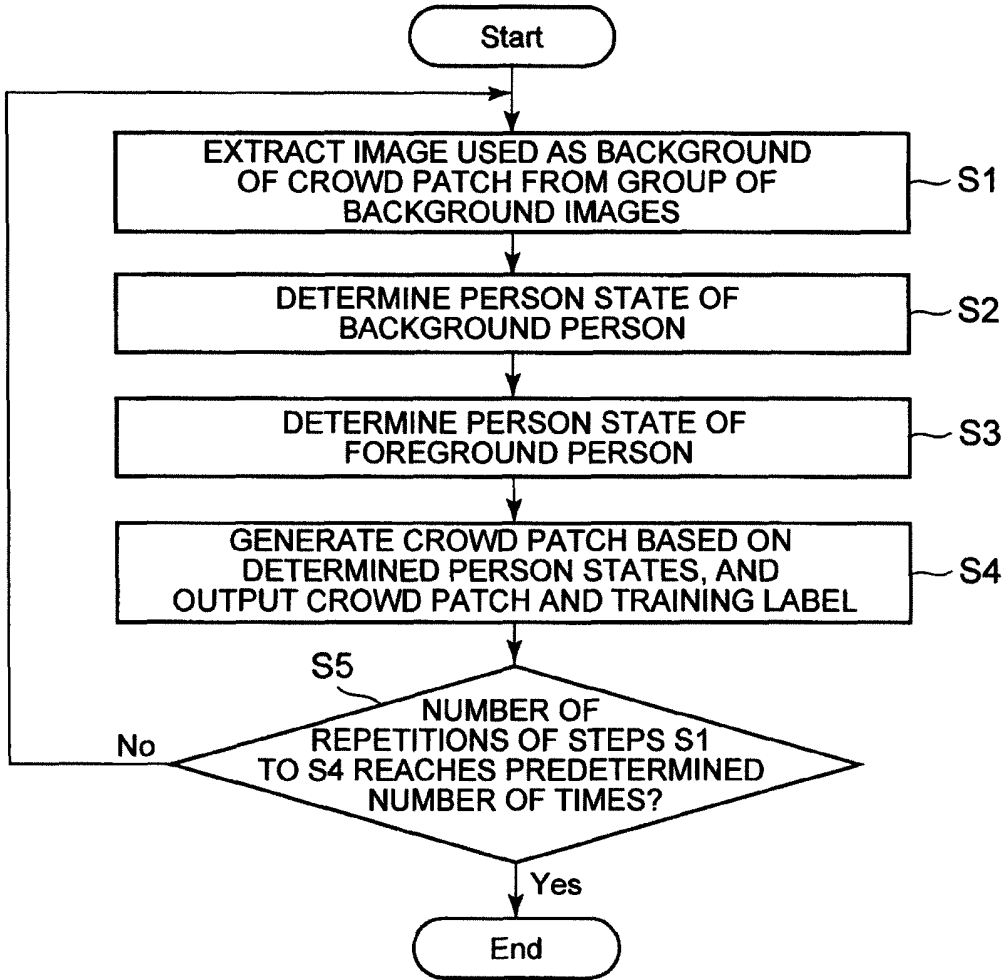 Start
EXTRACT IMAGE USED AS BACKGROUND
OF CROWD PATCH FROM GROUP OF
BACKGROUND IMAGES
S1
DETERMINE PERSON STATE OF
BACKGROUND PERSON
S2
DETERMINE PERSON STATE OF
FOREGROUND PERSON
S3
GENERATE CROWD PATCH BASED ON
DETERMINED PERSON STATES, AND
OUTPUT CROWD PATCH AND TRAINING LABEL
S4
S5
NUMBER OF
REPETITIONS OF STEPS S1
TO S4 REACHES PREDETERMINED
NUMBER OF TIMES?
No
Yes
End